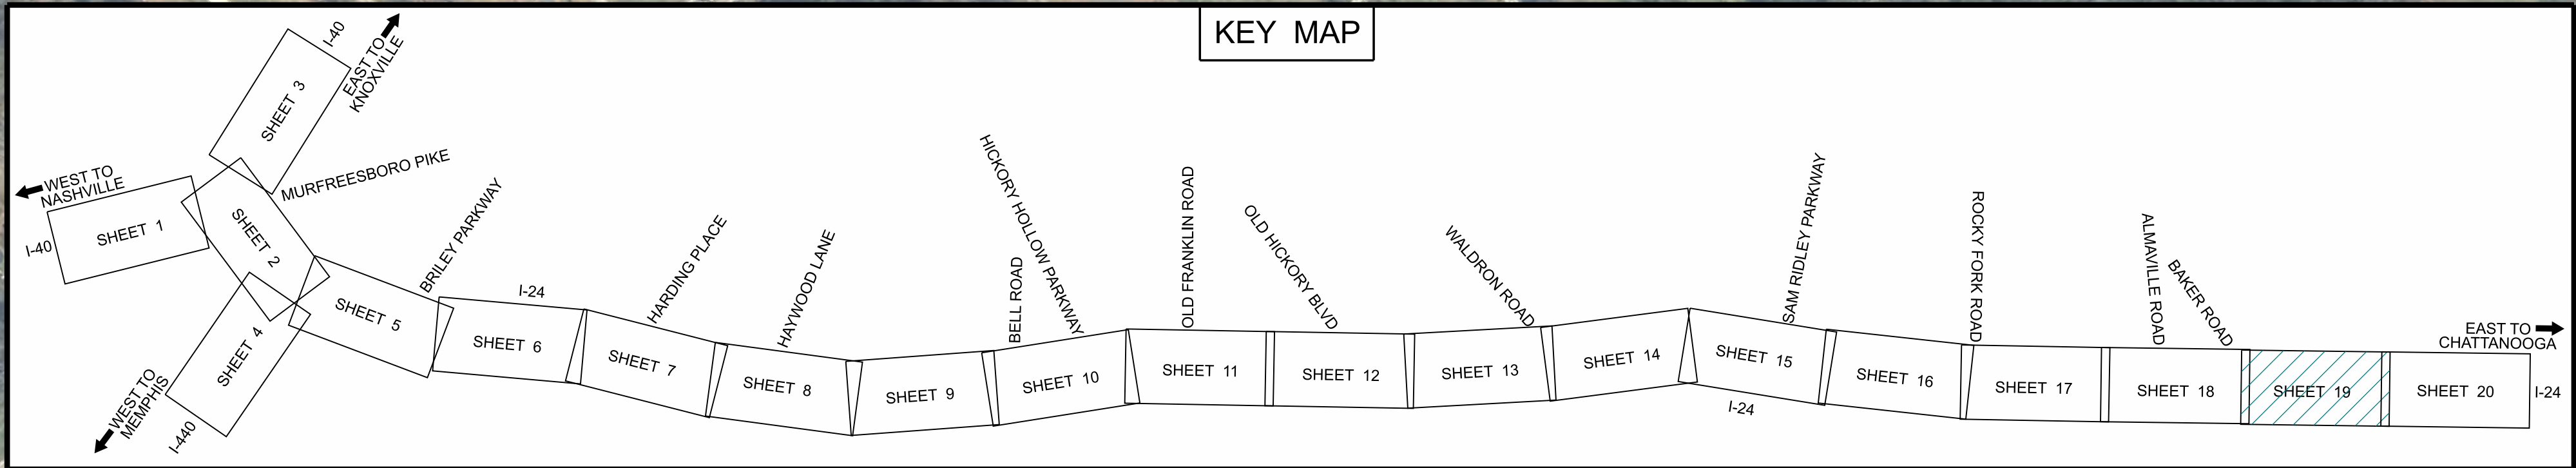 KEY MAP
I-40
EAST TO
KNOXVILLE
SHEET 3
MURFREESBORO PIKE
WEST TO
NASHVILLE
I-40
SHEET 1
SHEET 2
SHEET 4
WEST TO
MEMPHIS
I-440
SHEET 5
BRILEY PARKWAY
I-24
SHEET 6
HARDING PLACE
SHEET 7
HAYWOOD LANE
SHEET 8
SHEET 9
BELL ROAD
HICKORY HOLLOW PARKWAY
SHEET 10
OLD FRANKLIN ROAD
SHEET 11
OLD HICKORY BLVD
SHEET 12
WALDRON ROAD
SHEET 13
SHEET 14
SAM RIDLEY PARKWAY
SHEET 15
I-24
SHEET 16
ROCKY FORK ROAD
SHEET 17
ALMAVILLE ROAD
BAKER ROAD
SHEET 18
SHEET 19
EAST TO
CHATTANOOGA
SHEET 20
I-24